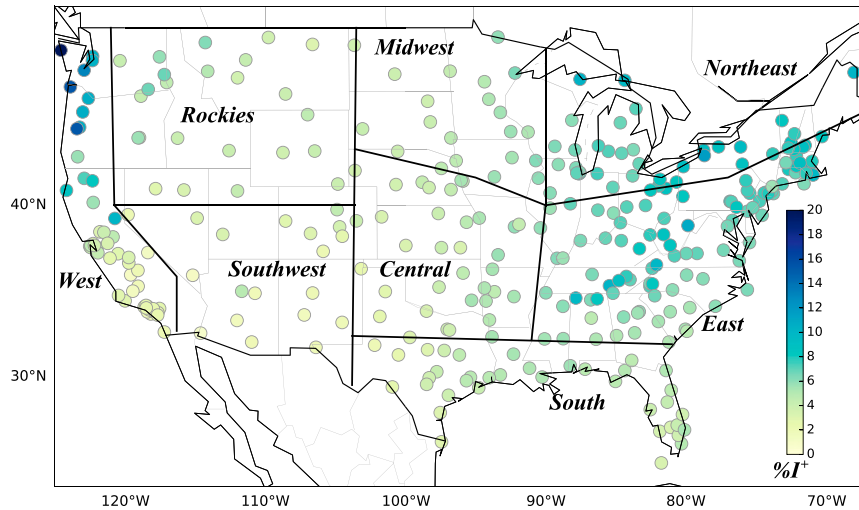 Midwest
Northeast
Rockies
40°N
20
18
16
14
12
10
8
6
4
2
0
West
Southwest
Central
East
30°N
South
%I⁺
120°W
110°W
100°W
90°W
80°W
70°W